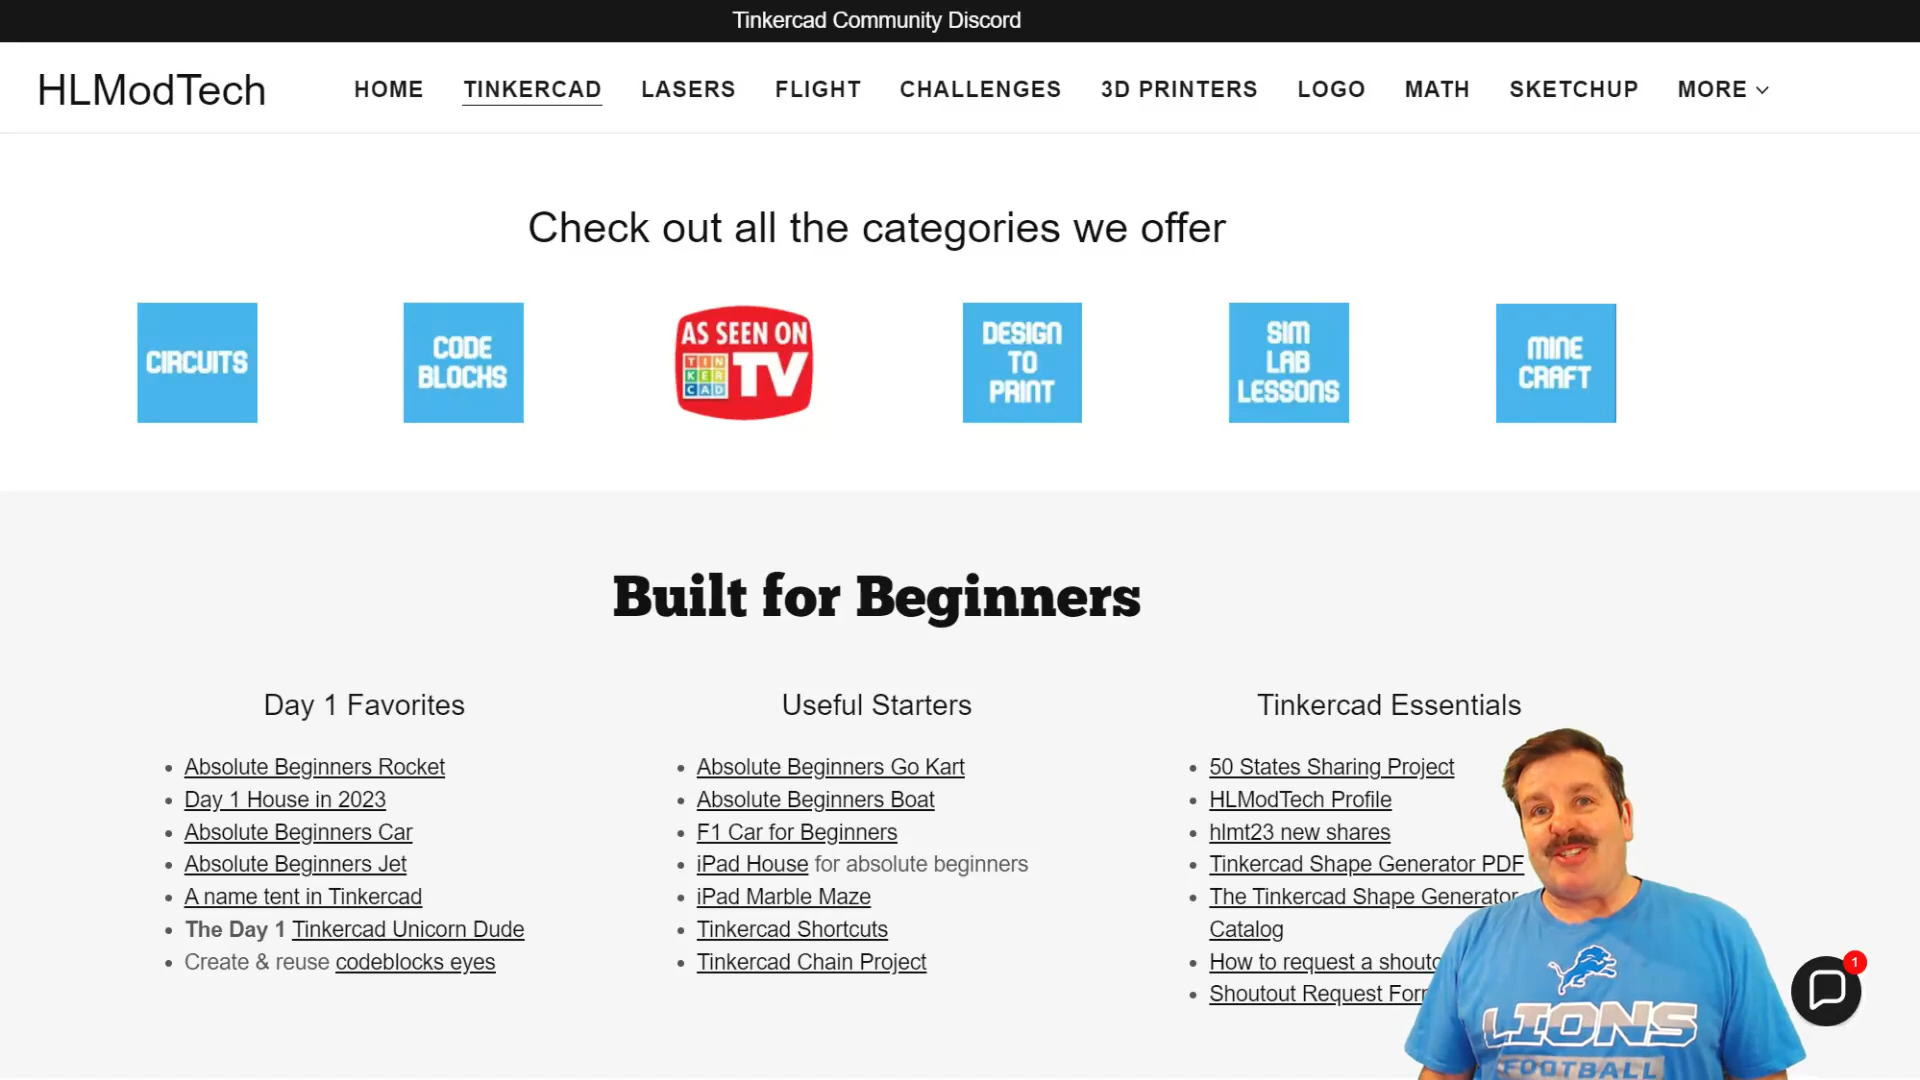 Tinkercad Community Discord
HLModTech
HOME TINKERCAD LASERS FLIGHT CHALLENGES 3D PRINTERS LOGO MATH SKETCHUP MORE
Check out all the categories we offer
CIRCUITS
CODE
BLOCKS
AS SEEN ON
TIN
KER
CAD
TV
DESIGN
TO
PRINT
SIM
LAB
LESSONS
MINE
CRAFT
Built for Beginners
Day 1 Favorites
Absolute Beginners Rocket
Day 1 House in 2023
Absolute Beginners Car
Absolute Beginners Jet
A name tent in Tinkercad
The Day 1 Tinkercad Unicorn Dude
Create & reuse codeblocks eyes
Useful Starters
Absolute Beginners Go Kart
Absolute Beginners Boat
F1 Car for Beginners
iPad House for absolute beginners
iPad Marble Maze
Tinkercad Shortcuts
Tinkercad Chain Project
Tinkercad Essentials
50 States Sharing Project
HLModTech Profile
hlmt23 new shares
Tinkercad Shape Generator PDF
The Tinkercad Shape Generator
Catalog
How to request a
Shoutout Request
LIONS
FOOTBALL
1